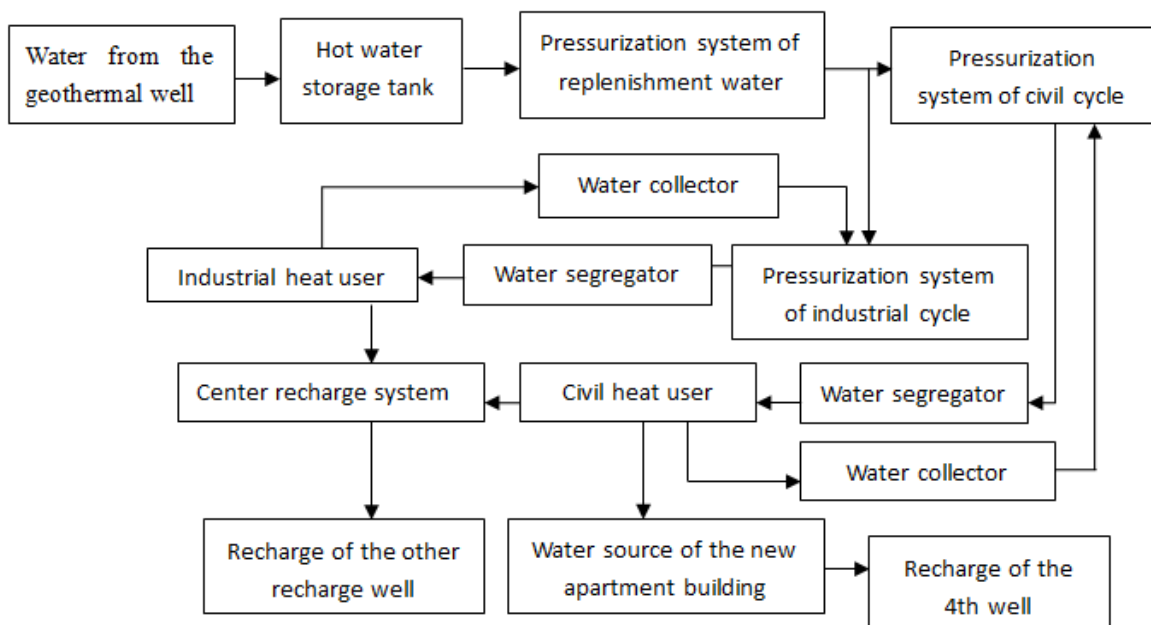 Water from the
geothermal well
Hot water
storage tank
Pressurization system of
replenishment water
Pressurization
system of civil cycle
Water collector
Industrial heat user
Water segregator
Pressurization system
of industrial cycle
Center recharge system
Civil heat user
Water segregator
Water collector
Recharge of the other
recharge well
Water source of the new
apartment building
Recharge of the
4th well